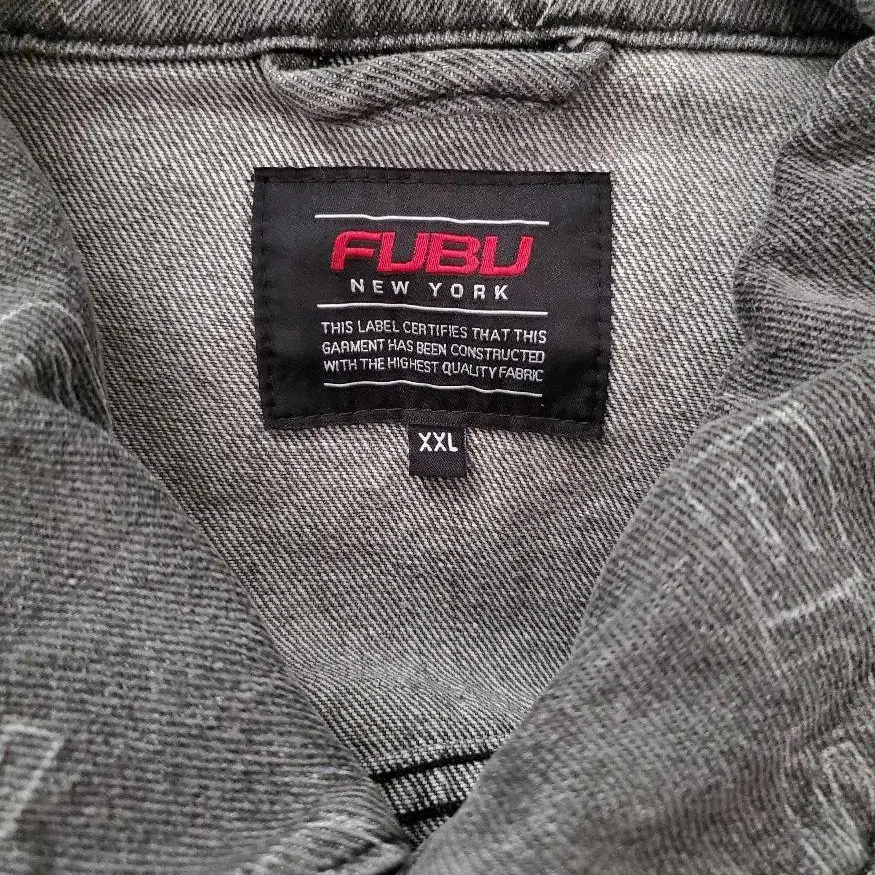 FUBU
NEW YORK
THIS LABEL CERTIFIES THAT THIS
GARMENT HAS BEEN CONSTRUCTED
WITH THE HIGHEST QUALITY FABRIC
XXL